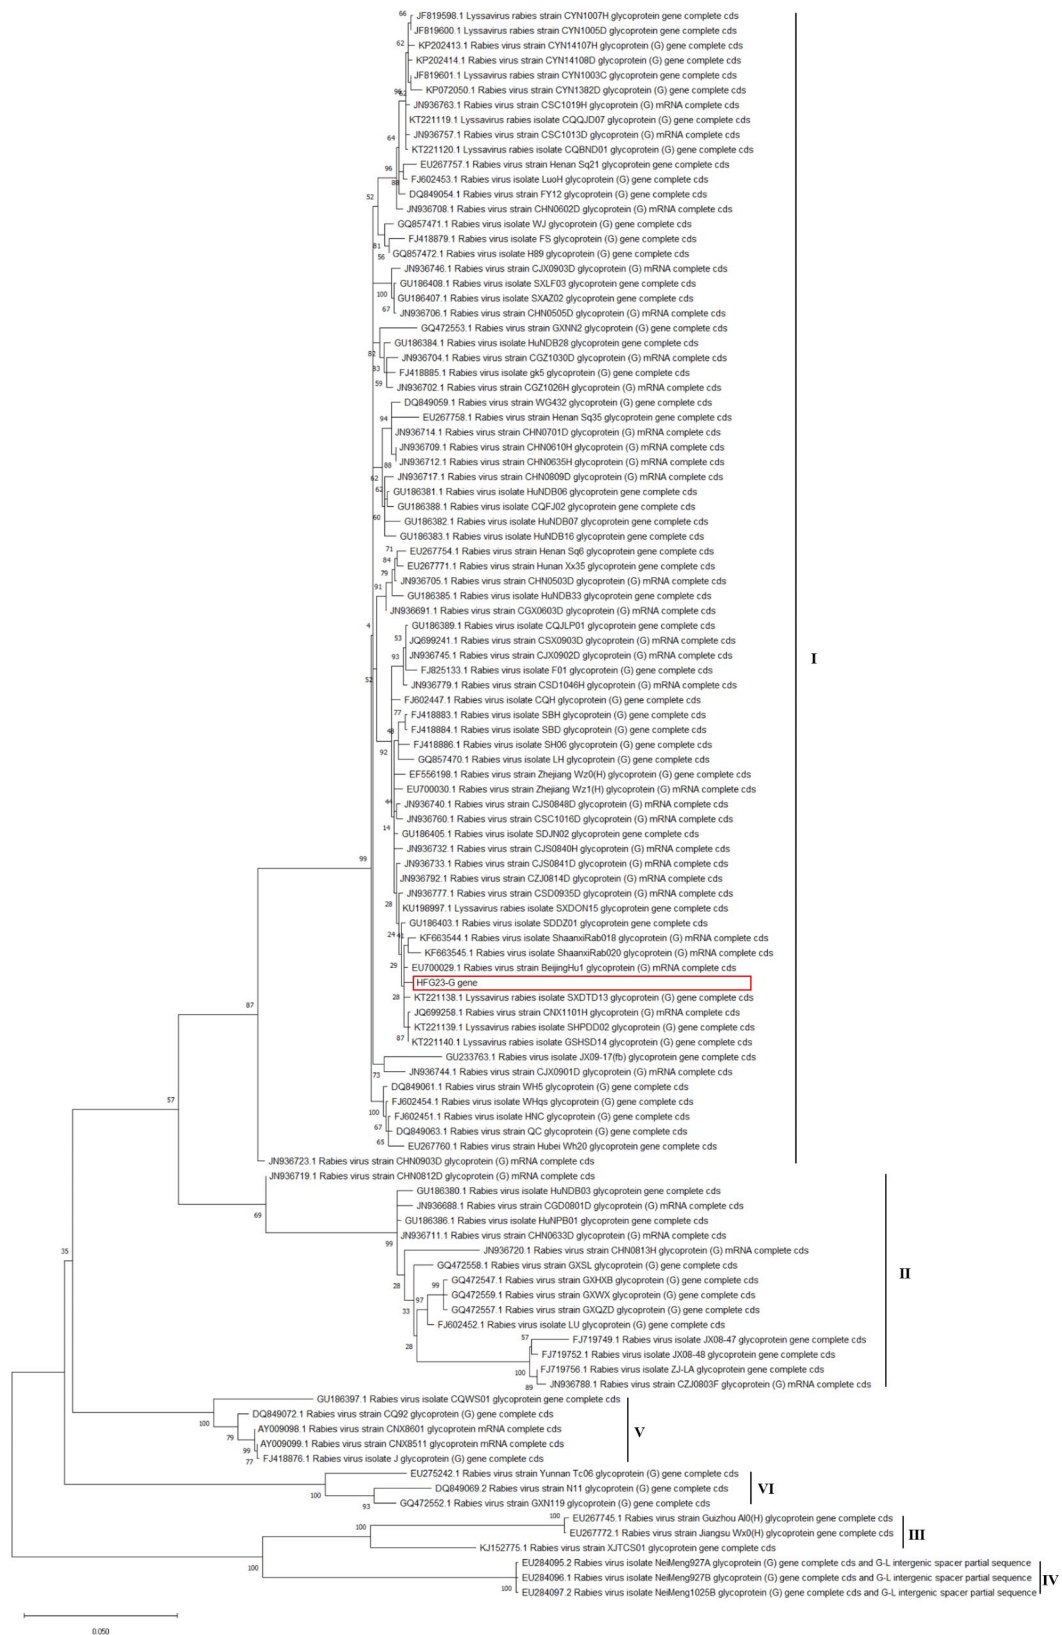 JF819598.1 Lyssavirus rabies strain CYN1007H glycoprotein gene complete cds
JF819600.1 Lyssavirus rabies strain CYN1005D glycoprotein gene complete cds
KP202413.1 Rabies virus strain CYN14107H glycoprotein (G) gene complete cds
KP202414.1 Rabies virus strain CYN14108D glycoprotein (G) gene complete cds
JF819601.1 Lyssavirus rabies strain CYN1003C glycoprotein gene complete cds
KP072050.1 Rabies virus strain CYN1382D glycoprotein (G) gene complete cds
JN936763.1 Rabies virus strain CSC1019H glycoprotein (G) mRNA complete cds
KT221119.1 Lyssavirus rabies isolate CQQJD07 glycoprotein (G) gene complete cds
JN936757.1 Rabies virus strain CSC1013D glycoprotein (G) mRNA complete cds
KT221120.1 Lyssavirus rabies isolate CQBND01 glycoprotein (G) gene complete cds
EU267757.1 Rabies virus strain Henan Sq21 glycoprotein gene complete cds
FJ602453.1 Rabies virus isolate LuoH glycoprotein (G) gene complete cds
DQ849054.1 Rabies virus strain FY12 glycoprotein (G) gene complete cds
JN936708.1 Rabies virus strain CHN0602D glycoprotein (G) mRNA complete cds
GQ857471.1 Rabies virus isolate WJ glycoprotein (G) gene complete cds
FJ418879.1 Rabies virus isolate FS glycoprotein (G) gene complete cds
GQ857472.1 Rabies virus isolate H89 glycoprotein (G) gene complete cds
JN936746.1 Rabies virus strain CJX0903D glycoprotein (G) mRNA complete cds
GU186408.1 Rabies virus isolate SXLF03 glycoprotein gene complete cds
GU186407.1 Rabies virus isolate SXAZ02 glycoprotein gene complete cds
JN936706.1 Rabies virus strain CHN0505D glycoprotein (G) mRNA complete cds
GQ472553.1 Rabies virus strain GXNN2 glycoprotein (G) gene complete cds
GU186384.1 Rabies virus isolate HuNDB28 glycoprotein gene complete cds
JN936704.1 Rabies virus strain CGZ1030D glycoprotein (G) mRNA complete cds
FJ418885.1 Rabies virus isolate gk5 glycoprotein (G) gene complete cds
JN936702.1 Rabies virus strain CGZ1026H glycoprotein (G) mRNA complete cds
DQ849059.1 Rabies virus strain WG432 glycoprotein (G) gene complete cds
EU267758.1 Rabies virus strain Henan Sq35 glycoprotein gene complete cds
JN936714.1 Rabies virus strain CHN0701D glycoprotein (G) mRNA complete cds
JN936709.1 Rabies virus strain CHN0610H glycoprotein (G) mRNA complete cds
JN936712.1 Rabies virus strain CHN0635H glycoprotein (G) mRNA complete cds
JN936717.1 Rabies virus strain CHN0809D glycoprotein (G) mRNA complete cds
GU186381.1 Rabies virus isolate HuNDB06 glycoprotein gene complete cds
GU186388.1 Rabies virus isolate CQFJ02 glycoprotein gene complete cds
GU186382.1 Rabies virus isolate HuNDB07 glycoprotein gene complete cds
GU186383.1 Rabies virus isolate HuNDB16 glycoprotein gene complete cds
EU267754.1 Rabies virus strain Henan Sq6 glycoprotein gene complete cds
EU267771.1 Rabies virus strain Hunan Xx35 glycoprotein gene complete cds
JN936705.1 Rabies virus strain CHN0503D glycoprotein (G) mRNA complete cds
GU186385.1 Rabies virus isolate HuNDB33 glycoprotein gene complete cds
JN936691.1 Rabies virus strain CGX0603D glycoprotein (G) mRNA complete cds
GU186389.1 Rabies virus isolate CQJLP01 glycoprotein gene complete cds
JQ699241.1 Rabies virus strain CSX0903D glycoprotein (G) mRNA complete cds
JN936745.1 Rabies virus strain CJX0902D glycoprotein (G) mRNA complete cds
FJ825133.1 Rabies virus isolate F01 glycoprotein (G) gene complete cds
JN936779.1 Rabies virus strain CSD1046H glycoprotein (G) mRNA complete cds
FJ602447.1 Rabies virus isolate CQH glycoprotein (G) gene complete cds
FJ418883.1 Rabies virus isolate SBH glycoprotein (G) gene complete cds
FJ418884.1 Rabies virus isolate SBD glycoprotein (G) gene complete cds
FJ418886.1 Rabies virus isolate SH06 glycoprotein (G) gene complete cds
GQ857470.1 Rabies virus isolate LH glycoprotein (G) gene complete cds
EF556198.1 Rabies virus strain Zhejiang Wz0(H) glycoprotein (G) gene complete cds
EU700030.1 Rabies virus strain Zhejiang Wz1(H) glycoprotein (G) mRNA complete cds
JN936740.1 Rabies virus strain CJS0848D glycoprotein (G) mRNA complete cds
JN936760.1 Rabies virus strain CSC1016D glycoprotein (G) mRNA complete cds
GU186405.1 Rabies virus isolate SDJN02 glycoprotein gene complete cds
JN936732.1 Rabies virus strain CJS0840H glycoprotein (G) mRNA complete cds
JN936733.1 Rabies virus strain CJS0841D glycoprotein (G) mRNA complete cds
JN936792.1 Rabies virus strain CZJ0814D glycoprotein (G) mRNA complete cds
JN936777.1 Rabies virus strain CSD0935D glycoprotein (G) mRNA complete cds
KU198997.1 Lyssavirus rabies isolate SXDON15 glycoprotein gene complete cds
GU186403.1 Rabies virus isolate SDDZ01 glycoprotein gene complete cds
KF663544.1 Rabies virus isolate ShaanxiRab018 glycoprotein (G) mRNA complete cds
KF663545.1 Rabies virus isolate ShaanxiRab020 glycoprotein (G) mRNA complete cds
EU700029.1 Rabies virus strain BeijingHu1 glycoprotein (G) mRNA complete cds
HFG23-G gene
KT221138.1 Lyssavirus rabies isolate SXDTD13 glycoprotein (G) gene complete cds
JQ699258.1 Rabies virus strain CNX1101H glycoprotein (G) mRNA complete cds
KT221139.1 Lyssavirus rabies isolate SHPDD02 glycoprotein (G) gene complete cds
KT221140.1 Lyssavirus rabies isolate GSHSD14 glycoprotein (G) gene complete cds
GU233763.1 Rabies virus isolate JX09-17(fb) glycoprotein gene complete cds
JN936744.1 Rabies virus strain CJX0901D glycoprotein (G) mRNA complete cds
DQ849061.1 Rabies virus strain WH5 glycoprotein (G) gene complete cds
FJ602454.1 Rabies virus isolate WHqs glycoprotein (G) gene complete cds
FJ602451.1 Rabies virus isolate HNC glycoprotein (G) gene complete cds
DQ849063.1 Rabies virus strain QC glycoprotein (G) gene complete cds
EU267760.1 Rabies virus strain Hubei Wh20 glycoprotein gene complete cds
JN936723.1 Rabies virus strain CHN0903D glycoprotein (G) mRNA complete cds
I
JN936719.1 Rabies virus strain CHN0812D glycoprotein (G) mRNA complete cds
GU186380.1 Rabies virus isolate HuNDB03 glycoprotein gene complete cds
JN936688.1 Rabies virus strain CGD0801D glycoprotein (G) mRNA complete cds
GU186386.1 Rabies virus isolate HuNPB01 glycoprotein gene complete cds
JN936711.1 Rabies virus strain CHN0633D glycoprotein (G) mRNA complete cds
JN936720.1 Rabies virus strain CHN0813H glycoprotein (G) mRNA complete cds
GQ472558.1 Rabies virus strain GXSL glycoprotein (G) gene complete cds
GQ472547.1 Rabies virus strain GXHXB glycoprotein (G) gene complete cds
GQ472559.1 Rabies virus strain GXWX glycoprotein (G) gene complete cds
GQ472557.1 Rabies virus strain GXQZD glycoprotein (G) gene complete cds
FJ602452.1 Rabies virus isolate LU glycoprotein (G) gene complete cds
FJ719749.1 Rabies virus isolate JX08-47 glycoprotein gene complete cds
FJ719752.1 Rabies virus isolate JX08-48 glycoprotein gene complete cds
FJ719756.1 Rabies virus isolate ZJ-LA glycoprotein gene complete cds
JN936788.1 Rabies virus strain CZJ0803F glycoprotein (G) mRNA complete cds
II
GU186397.1 Rabies virus isolate CQWS01 glycoprotein gene complete cds
DQ849072.1 Rabies virus strain CQ92 glycoprotein (G) gene complete cds
AY009098.1 Rabies virus strain CNX8601 glycoprotein mRNA complete cds
AY009099.1 Rabies virus strain CNX8511 glycoprotein mRNA complete cds
FJ418876.1 Rabies virus isolate J glycoprotein (G) gene complete cds
V
EU275242.1 Rabies virus strain Yunnan Tc06 glycoprotein (G) gene complete cds
DQ849069.2 Rabies virus strain N11 glycoprotein (G) gene complete cds
GQ472552.1 Rabies virus strain GXN119 glycoprotein (G) gene complete cds
VI
EU267745.1 Rabies virus strain Guizhou Al0(H) glycoprotein gene complete cds
EU267772.1 Rabies virus strain Jiangsu Wx0(H) glycoprotein gene complete cds
KJ152775.1 Rabies virus strain XJTCS01 glycoprotein gene complete cds
III
EU284095.2 Rabies virus isolate NeiMeng927A glycoprotein (G) gene complete cds and G-L intergenic spacer partial sequence
EU284096.1 Rabies virus isolate NeiMeng927B glycoprotein (G) gene complete cds and G-L intergenic spacer partial sequence
EU284097.2 Rabies virus isolate NeiMeng1025B glycoprotein (G) gene complete cds and G-L intergenic spacer partial sequence
IV
0.050